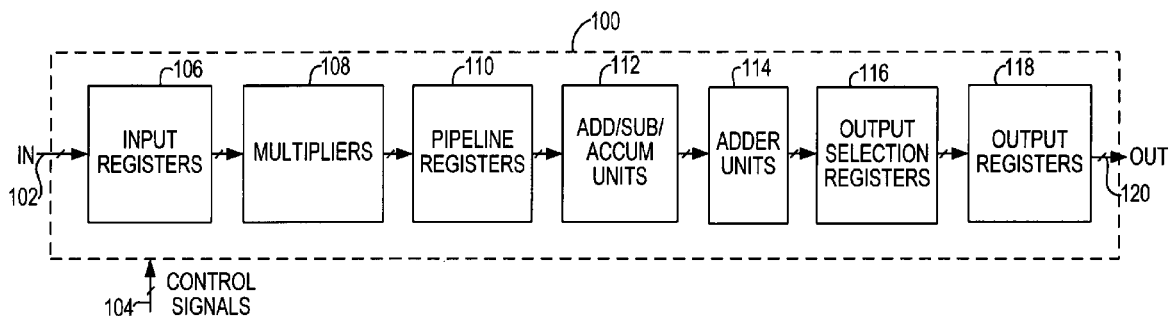 100
106
108
110
112
114
116
118
INPUT
REGISTERS
MULTIPLIERS
PIPELINE
REGISTERS
ADD/SUB/
ACCUM
UNITS
ADDER
UNITS
OUTPUT
SELECTION
REGISTERS
OUTPUT
REGISTERS
IN
102
OUT
120
104
CONTROL
SIGNALS